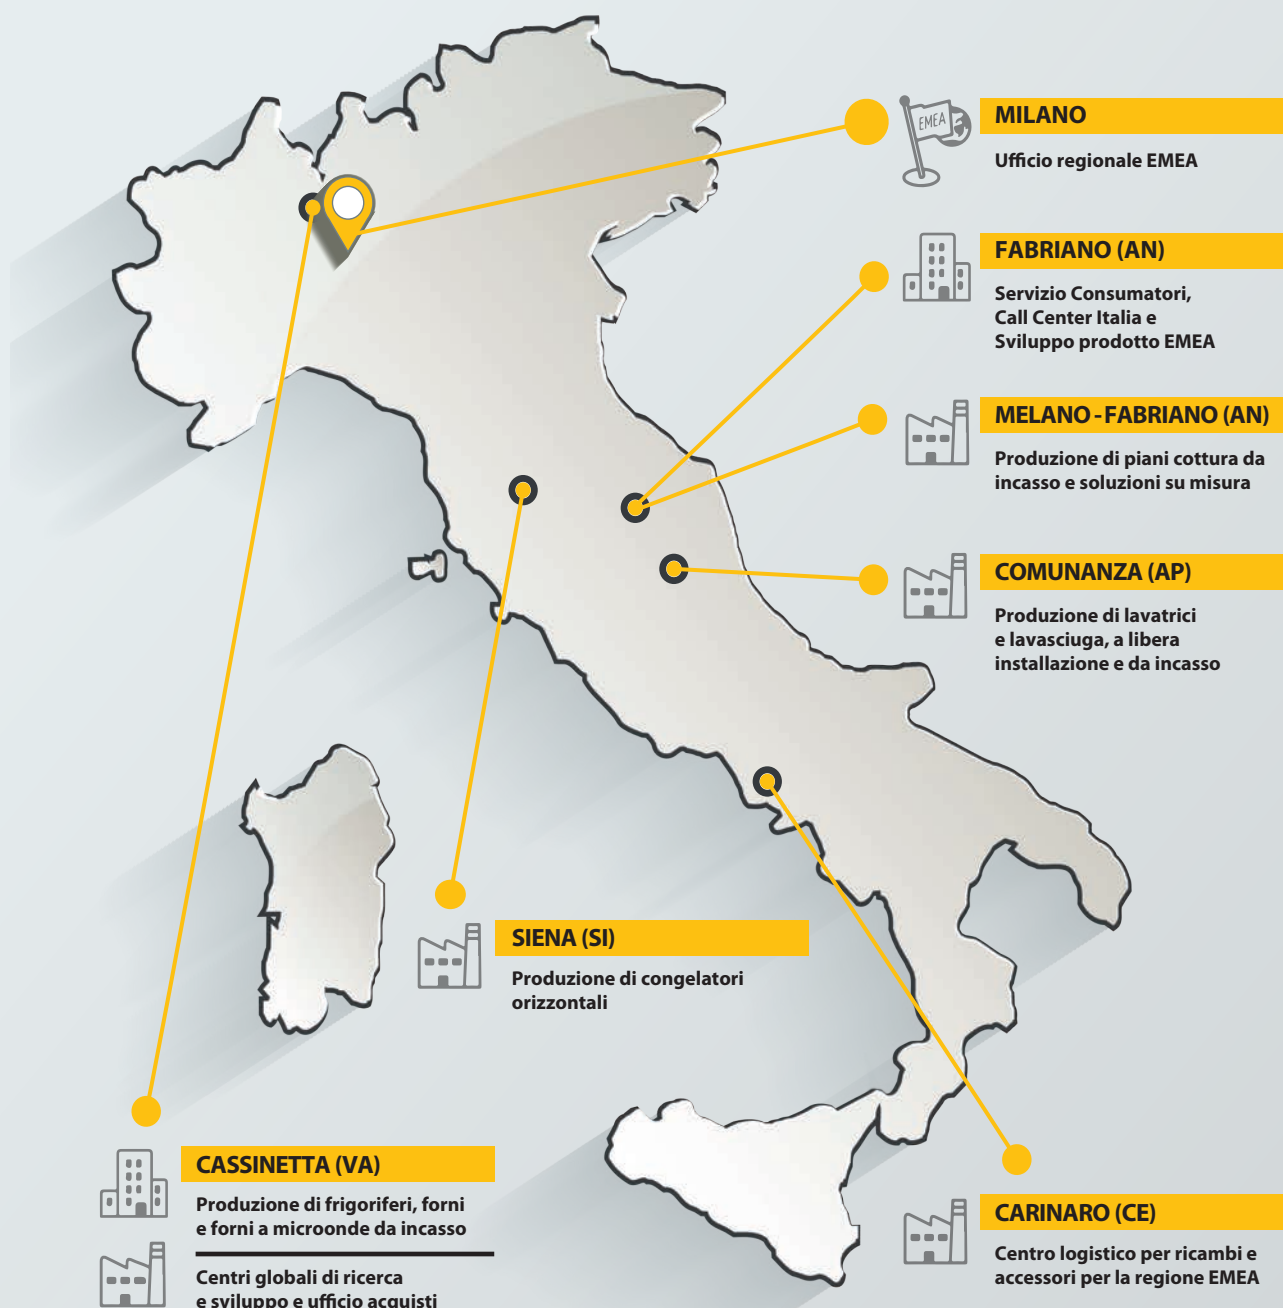 EMEA
MILANO
Ufficio regionale EMEA
FABRIANO (AN)
Servizio Consumatori,
Call Center Italia e
Sviluppo prodotto EMEA
MELANO - FABRIANO (AN)
Produzione di piani cottura da
incasso e soluzioni su misura
COMUNANZA (AP)
Produzione di lavatrici
e lavasciuga, a libera
installazione e da incasso
SIENA (SI)
Produzione di congelatori
orizzontali
CASSINETTA (VA)
Produzione di frigoriferi, forni
e forni a microonde da incasso
Centri globali di ricerca
e sviluppo e ufficio acquisti
CARINARO (CE)
Centro logistico per ricambi e
accessori per la regione EMEA